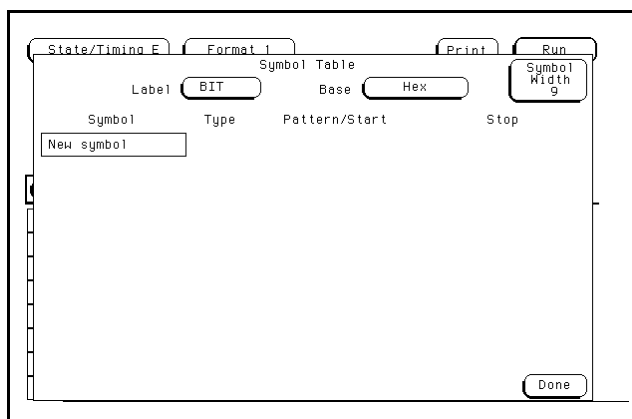 State/Timing E Format 1 Print Run
Symbol Table
Label BIT Base Hex
Symbol Width 9
Symbol Type Pattern/Start Stop
New symbol
Done